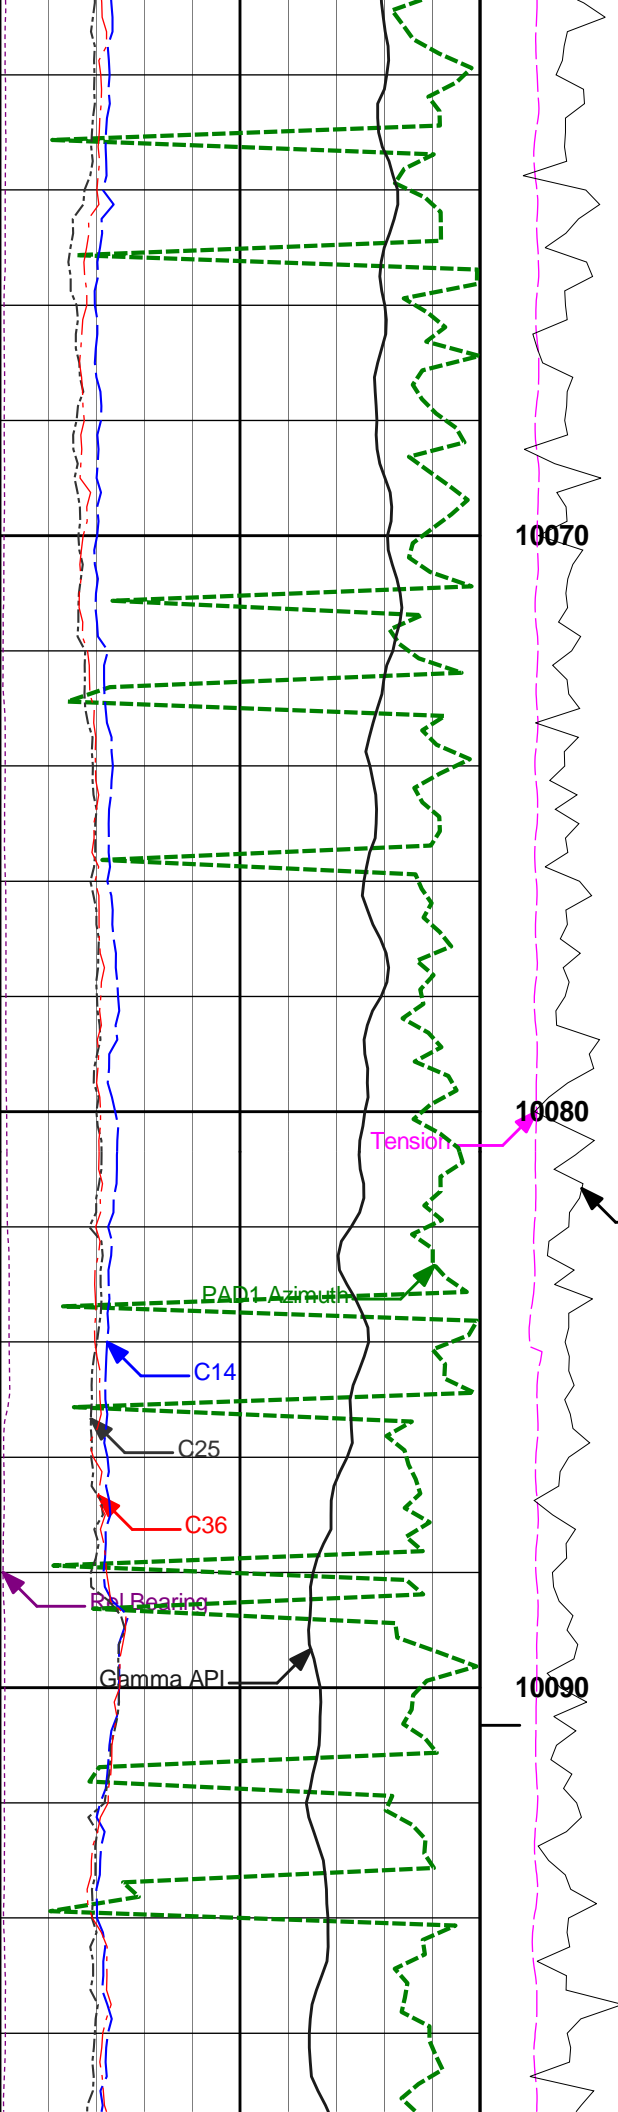 10070
10080
Tension
PAD1 Azimuth
C14
C25
C36
Rel Bearing
Gamma API
10090